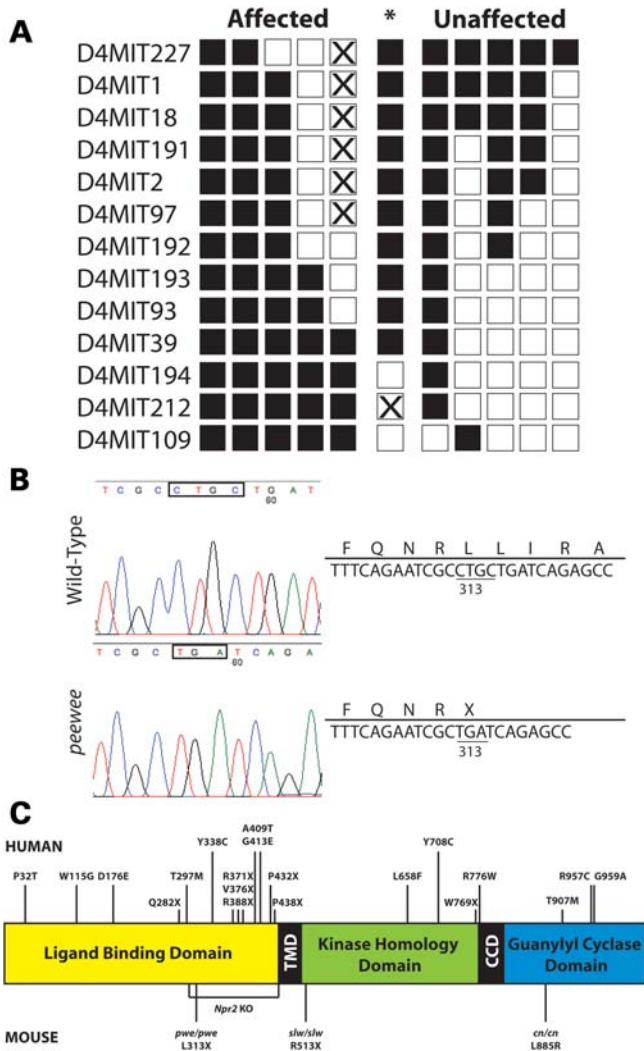 A
Affected * Unaffected
D4MIT227
D4MIT1
D4MIT18
D4MIT191
D4MIT2
D4MIT97
D4MIT192
D4MIT193
D4MIT93
D4MIT39
D4MIT194
D4MIT212
D4MIT109
B
Wild-Type
T C G C C T G C T G A T
60
F Q N R L L I R A
TTTCAGAATCGCCTGCTGATCAGAGCC
313
peewee
T C G C T G A T C A G A
60
F Q N R X
TTTCAGAATCGCTGATCAGAGCC
313
C
HUMAN
A409T
G413E
Y338C
Y708C
P32T
W115G
D176E
T297M
R371X
V376X
R388X
P432X
L658F
R776W
R957C
G959A
Q282X
P438X
W769X
T907M
Ligand Binding Domain
TMD
Kinase Homology Domain
CCD
Guanylyl Cyclase Domain
Npr2 KO
MOUSE
pwe/pwe
L313X
slw/slw
R513X
cn/cn
L885R